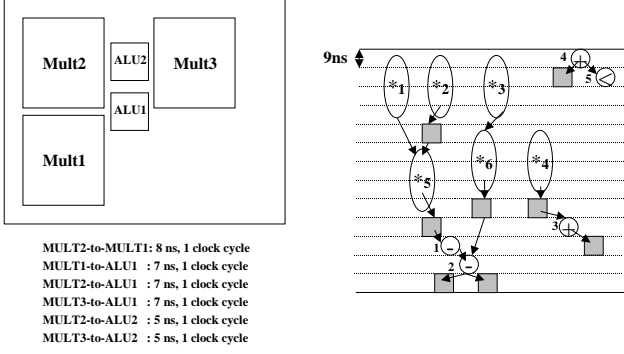 Mult2
ALU2
Mult3
ALU1
Mult1
MULT2-to-MULT1: 8 ns, 1 clock cycle
MULT1-to-ALU1 : 7 ns, 1 clock cycle
MULT2-to-ALU1 : 7 ns, 1 clock cycle
MULT3-to-ALU1 : 7 ns, 1 clock cycle
MULT2-to-ALU2 : 5 ns, 1 clock cycle
MULT3-to-ALU2 : 5 ns, 1 clock cycle
9ns
4 +
5 <
*1
*2
*3
*5
*6
*4
3 +
1 -
2 -